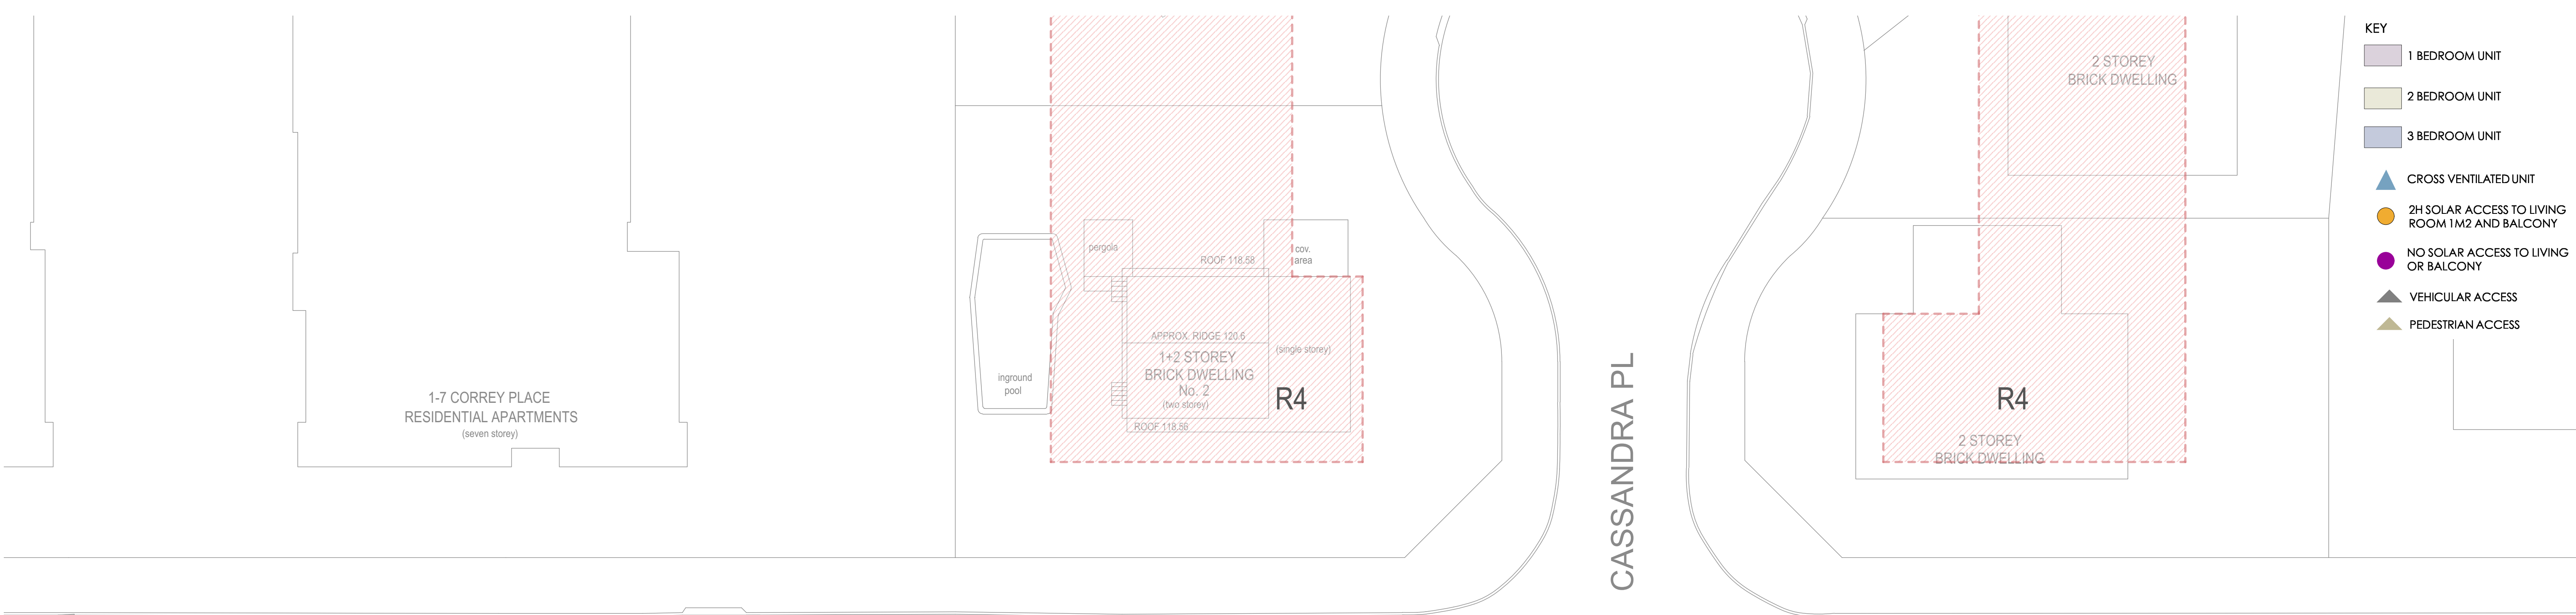 1-7 CORREY PLACE
RESIDENTIAL APARTMENTS
(seven storey)
inground
pool
pergola
ROOF 118.58
cov.
area
APPROX. RIDGE 120.6
1+2 STOREY
BRICK DWELLING
No. 2
(two storey)
(single storey)
R4
ROOF 118.56
CASSANDRA PL
2 STOREY
BRICK DWELLING
R4
2 STOREY
BRICK DWELLING
KEY
1 BEDROOM UNIT
2 BEDROOM UNIT
3 BEDROOM UNIT
CROSS VENTILATED UNIT
2H SOLAR ACCESS TO LIVING
ROOM 1M2 AND BALCONY
NO SOLAR ACCESS TO LIVING
OR BALCONY
VEHICULAR ACCESS
PEDESTRIAN ACCESS